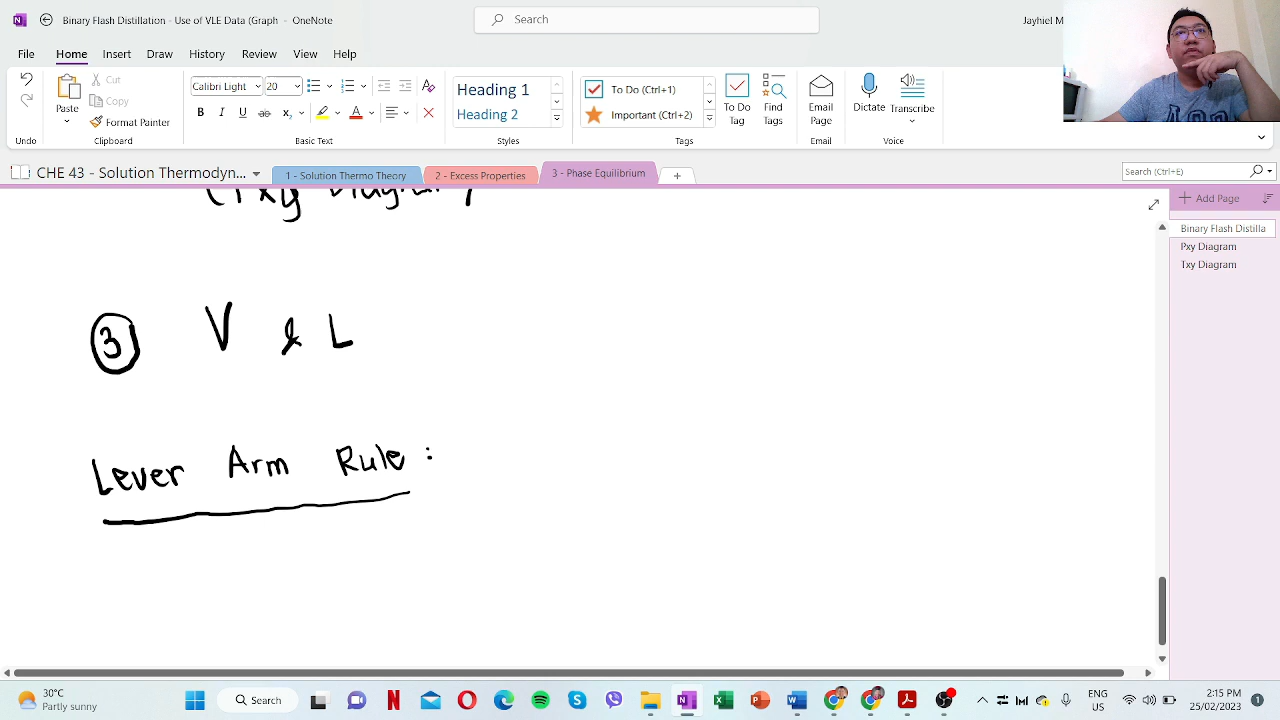 Binary Flash Distillation - Use of VLE Data (Graph - OneNote
Search
Jayhiel M
File Home Insert Draw History Review View Help
Undo
Paste
Cut
Copy
Format Painter
Clipboard
Calibri Light 20
B I U ab x₂ A
Basic Text
Heading 1
Heading 2
Styles
To Do (Ctrl+1)
Important (Ctrl+2)
To Do Tag
Find Tags
Tags
Email Page
Email
Dictate
Transcribe
Voice
CHE 43 - Solution Thermodyn...
1 - Solution Thermo Theory
2 - Excess Properties
3 - Phase Equilibrium
+
Search (Ctrl+E)
Add Page
Binary Flash Distilla
Pxy Diagram
Txy Diagram
(Txy Diagram)
3 V & L
Lever Arm Rule :
30°C
Partly sunny
Search
ENG
US
2:15 PM
25/02/2023
1